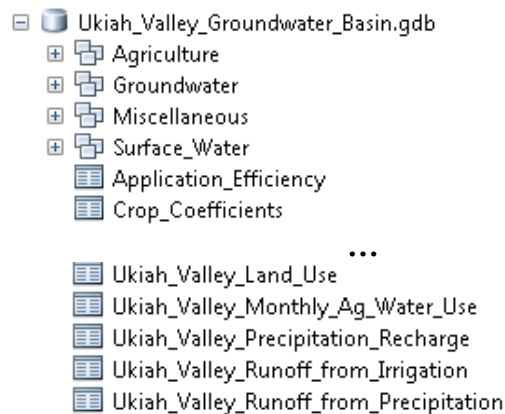 Ukiah_Valley_Groundwater_Basin.gdb
Agriculture
Groundwater
Miscellaneous
Surface_Water
Application_Efficiency
Crop_Coefficients
...
Ukiah_Valley_Land_Use
Ukiah_Valley_Monthly_Ag_Water_Use
Ukiah_Valley_Precipitation_Recharge
Ukiah_Valley_Runoff_from_Irrigation
Ukiah_Valley_Runoff_from_Precipitation